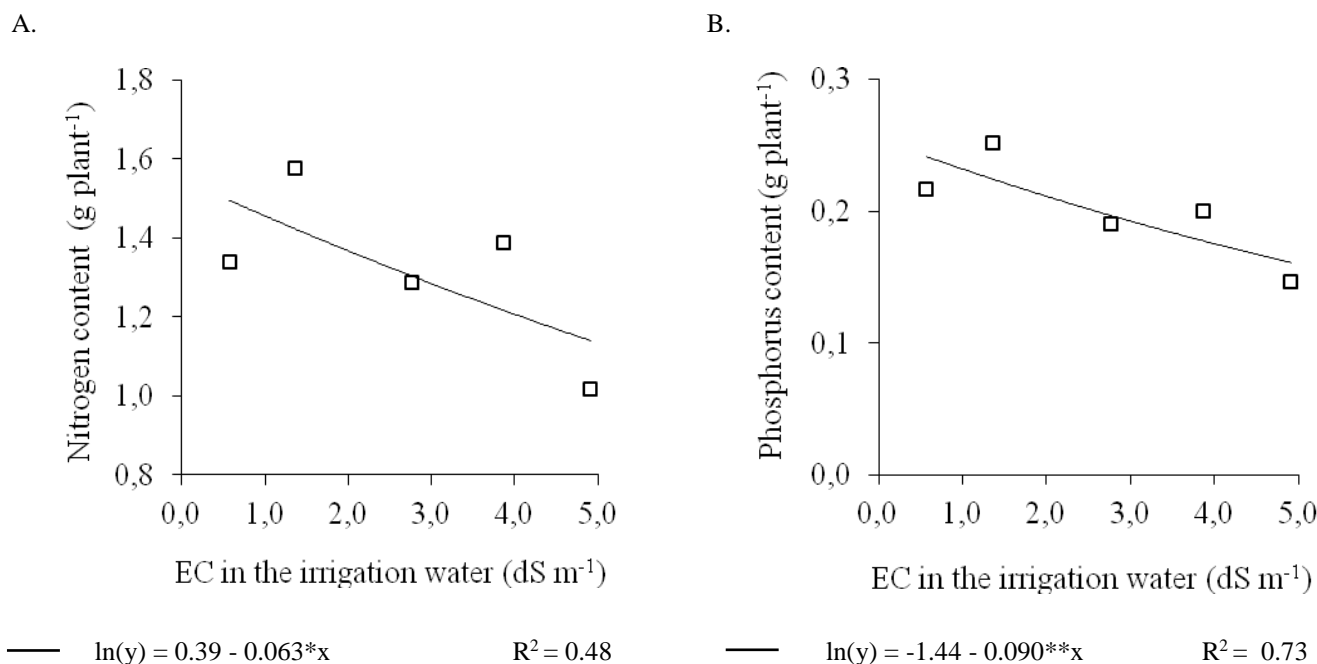 A.
B.
Nitrogen content (g plant-1)
1,8
1,6
1,4
1,2
1,0
0,8
0,0 1,0 2,0 3,0 4,0 5,0
EC in the irrigation water (dS m-1)
ln(y) = 0.39 - 0.063*x R2 = 0.48
Phosphorus content (g plant-1)
0,3
0,2
0,1
0,0
0,0 1,0 2,0 3,0 4,0 5,0
EC in the irrigation water (dS m-1)
ln(y) = -1.44 - 0.090**x R2 = 0.73